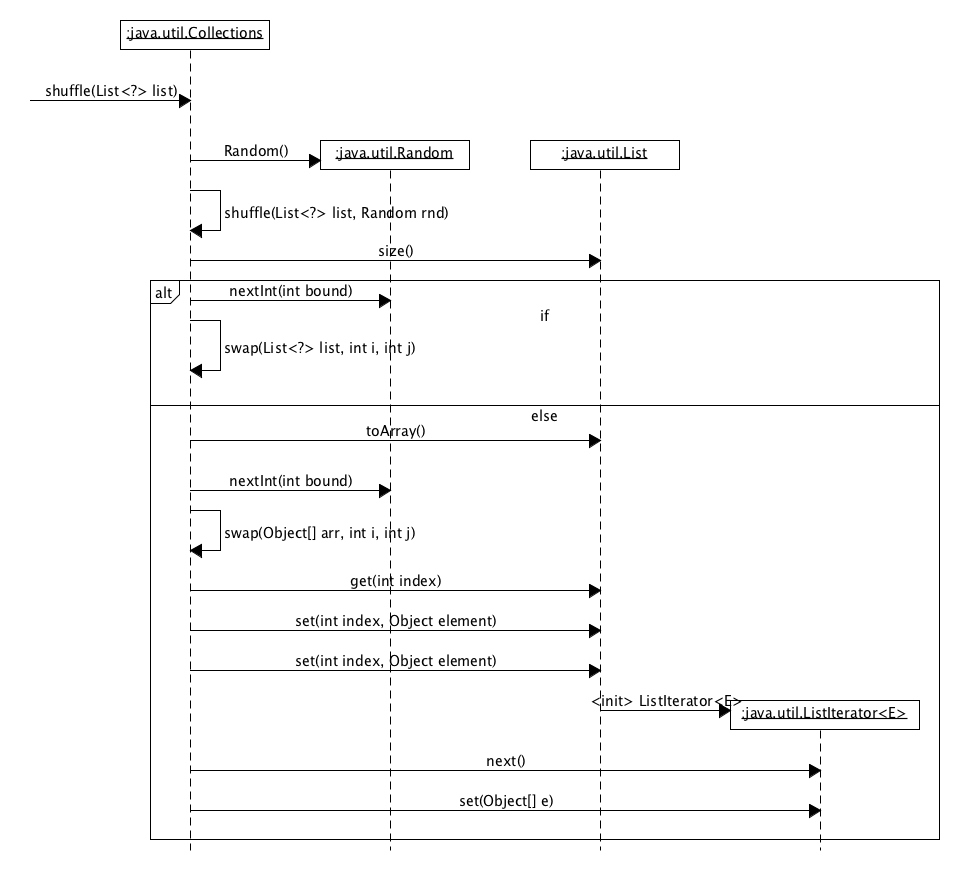 :java.util.Collections
shuffle(List<?> list)
Random()
:java.util.Random
:java.util.List
shuffle(List<?> list, Random rnd)
size()
alt
nextInt(int bound)
if
swap(List<?> list, int i, int j)
else
toArray()
nextInt(int bound)
swap(Object[] arr, int i, int j)
get(int index)
set(int index, Object element)
set(int index, Object element)
<init> ListIterator<E>
:java.util.ListIterator<E>
next()
set(Object[] e)